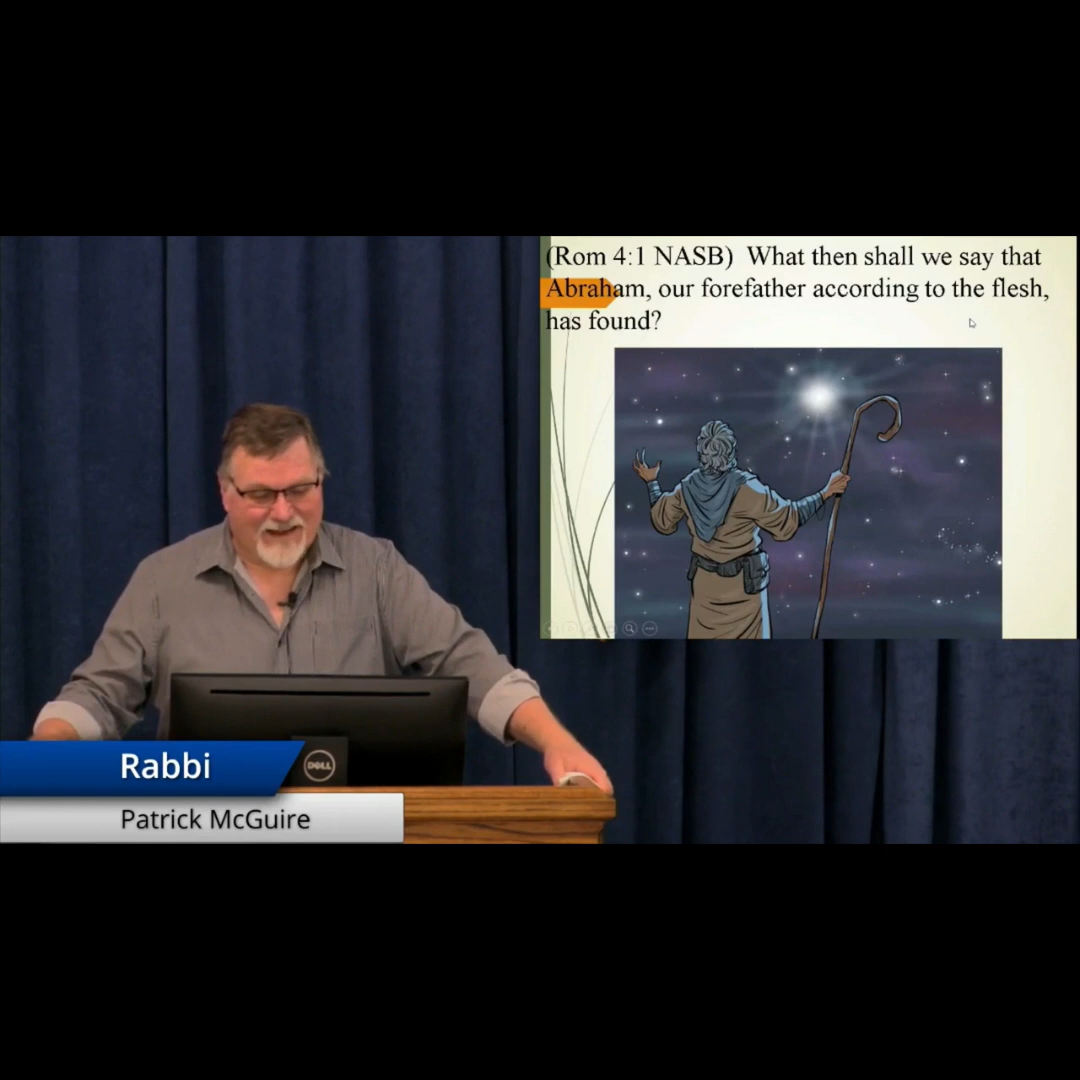 (Rom 4:1 NASB)  What then shall we say that
Abraham, our forefather according to the flesh,
has found?
DELL
Rabbi
Patrick McGuire